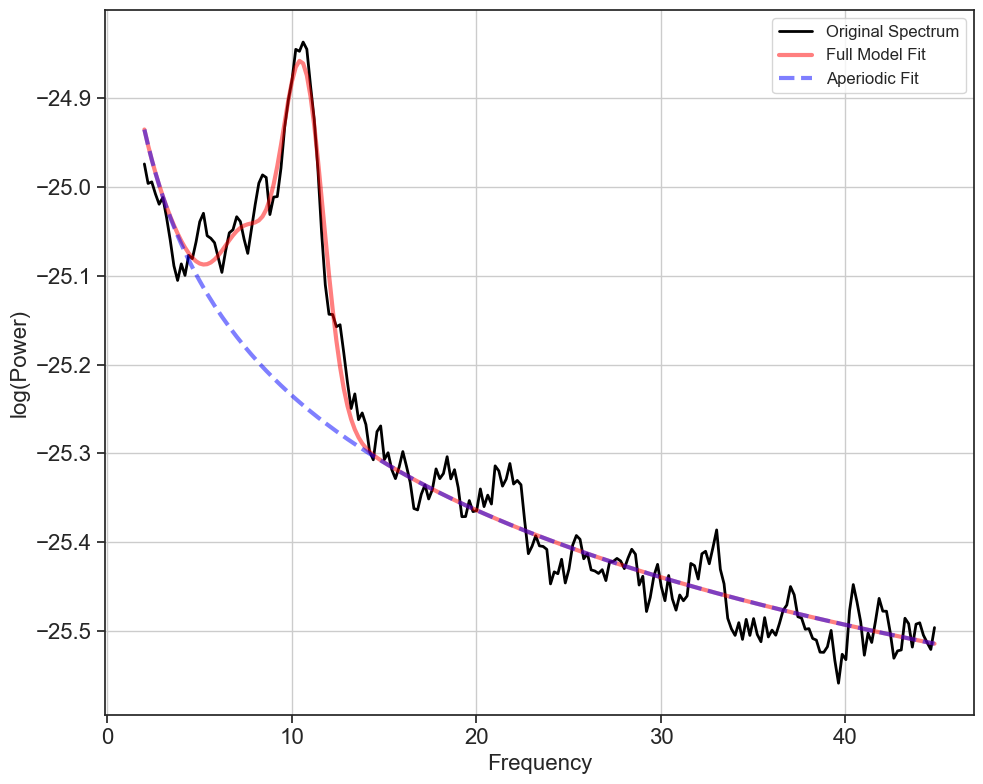 Original Spectrum
Full Model Fit
Aperiodic Fit
log(Power)
−24.9
−25.0
−25.1
−25.2
−25.3
−25.4
−25.5
0 10 20 30 40
Frequency